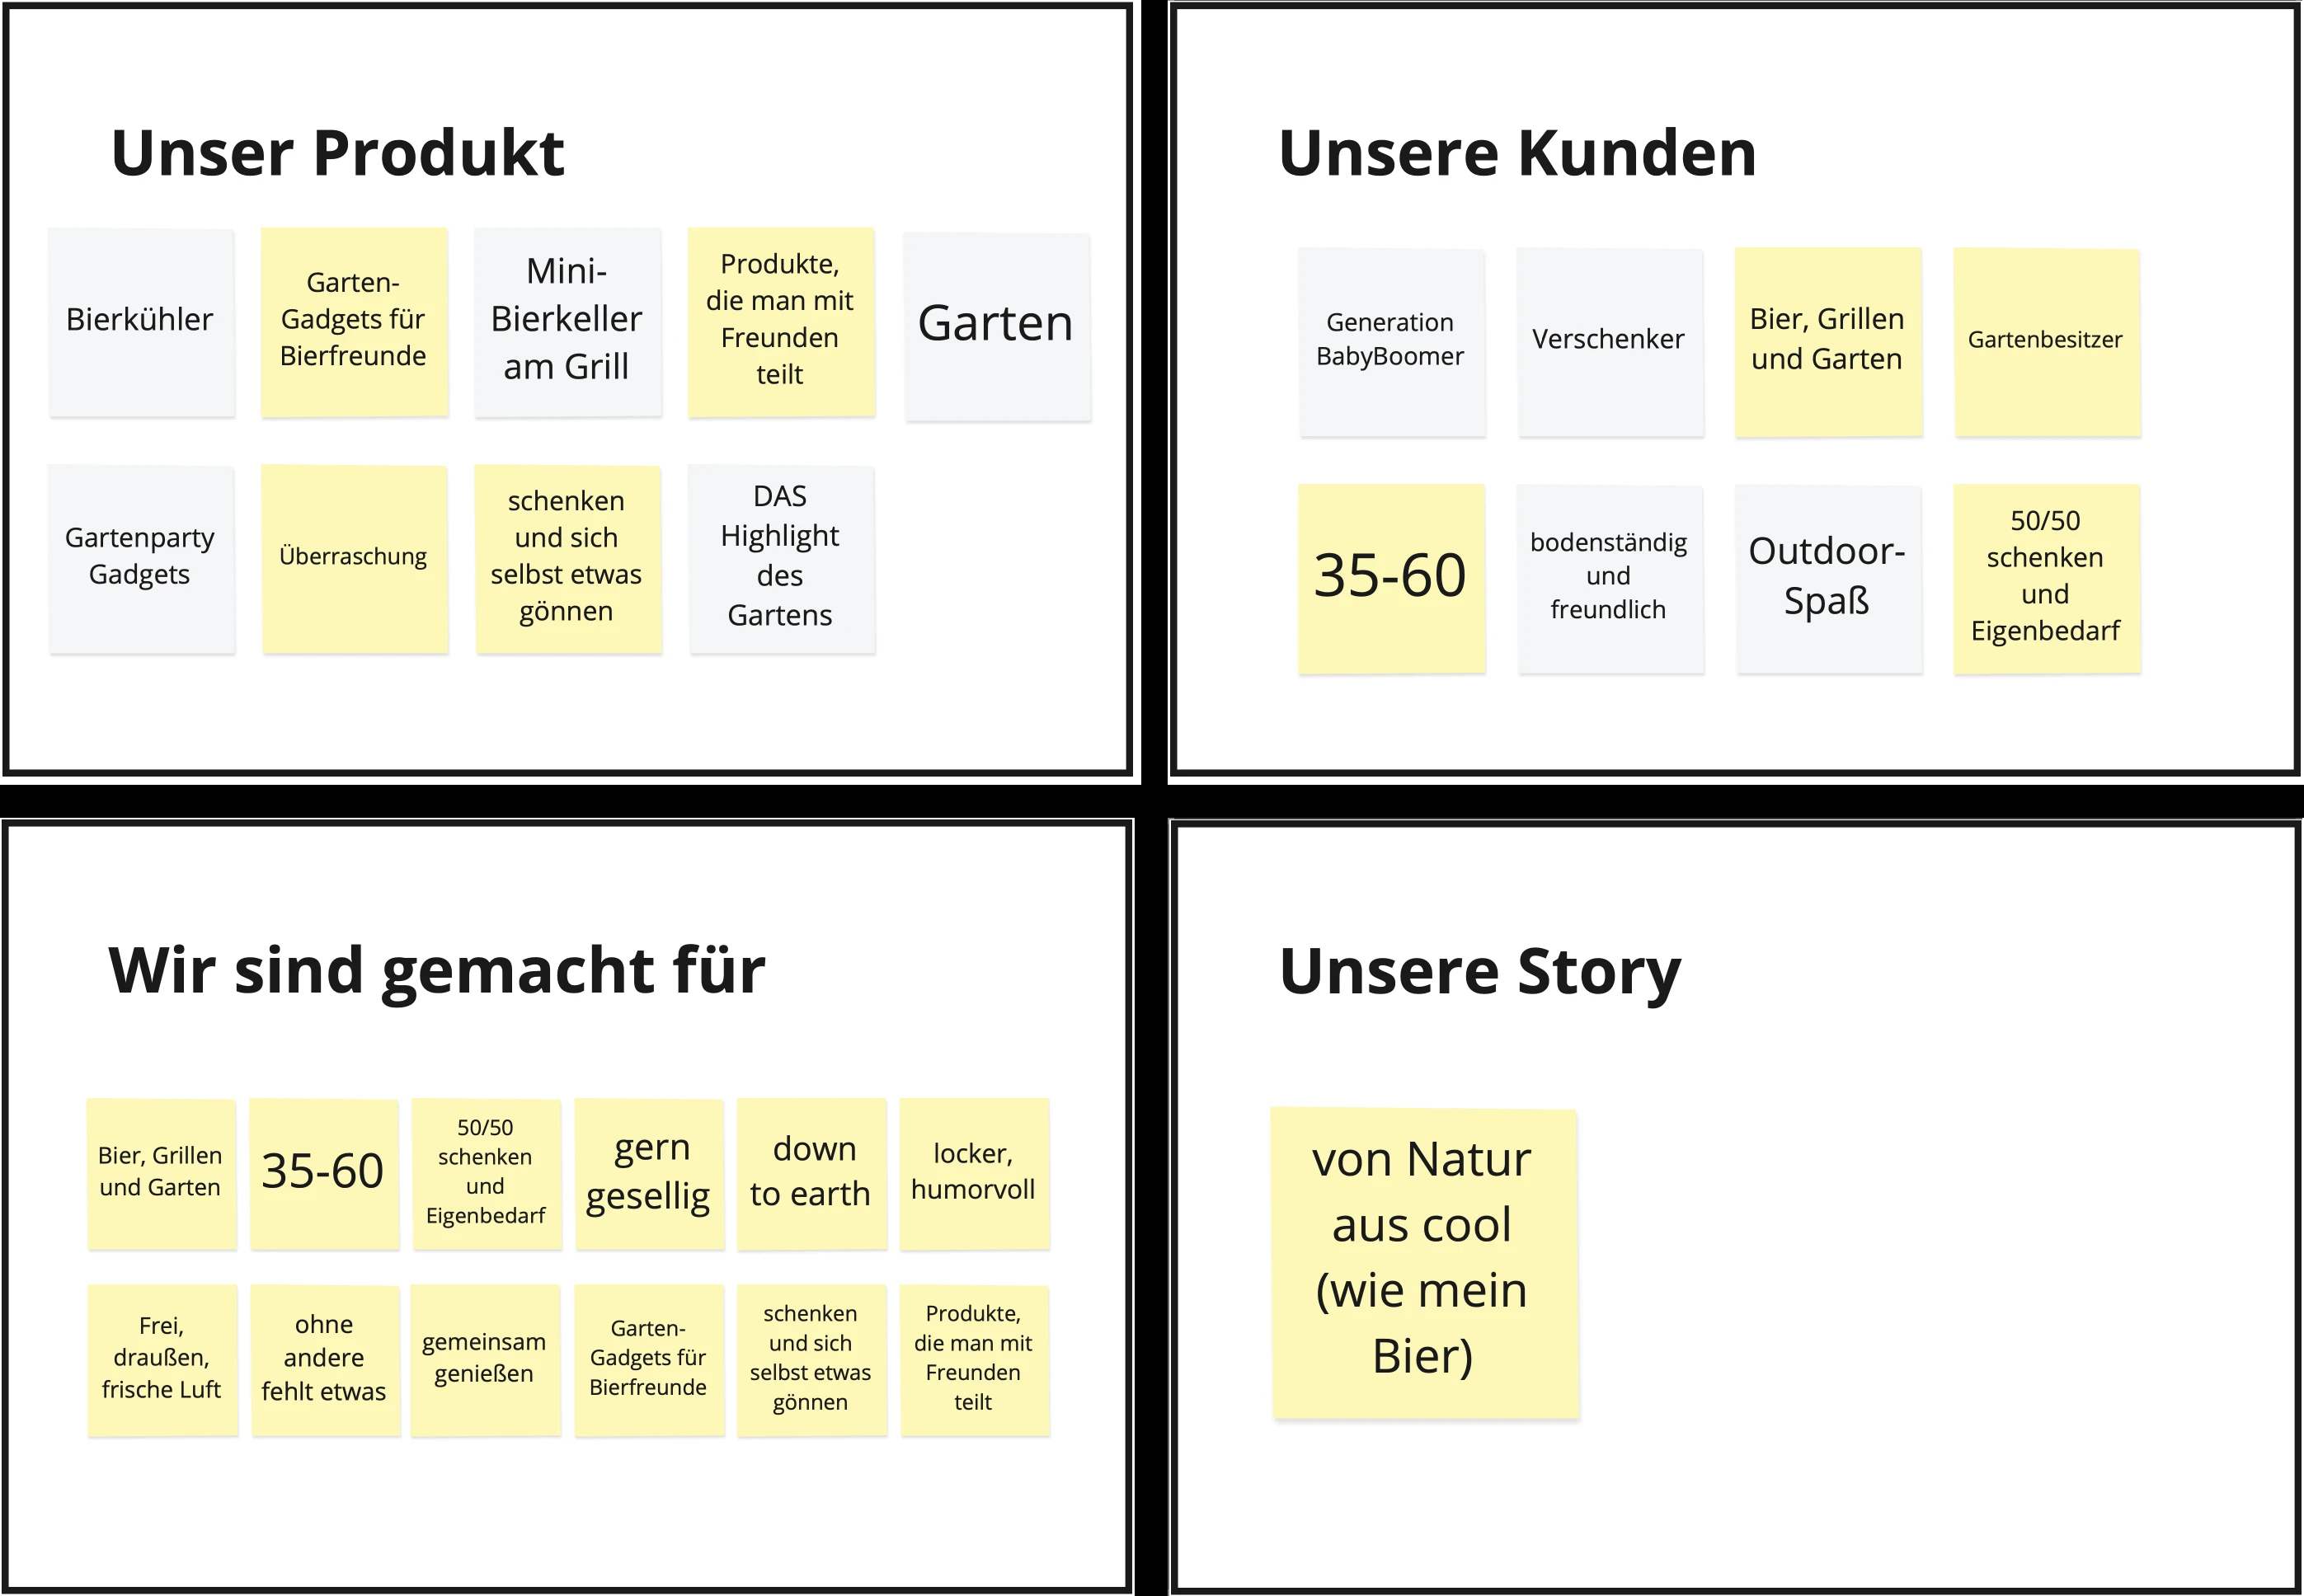 Unser Produkt
Bierkühler
Garten-
Gadgets für
Bierfreunde
Mini-
Bierkeller
am Grill
Produkte,
die man mit
Freunden
teilt
Garten
Gartenparty
Gadgets
Überraschung
schenken
und sich
selbst etwas
gönnen
DAS
Highlight
des
Gartens
Unsere Kunden
Generation
BabyBoomer
Verschenker
Bier, Grillen
und Garten
Gartenbesitzer
35-60
bodenständig
und
freundlich
Outdoor-
Spaß
50/50
schenken
und
Eigenbedarf
Wir sind gemacht für
Bier, Grillen
und Garten
35-60
50/50
schenken
und
Eigenbedarf
gern
gesellig
down
to earth
locker,
humorvoll
Frei,
draußen,
frische Luft
ohne
andere
fehlt etwas
gemeinsam
genießen
Garten-
Gadgets für
Bierfreunde
schenken
und sich
selbst etwas
gönnen
Produkte,
die man mit
Freunden
teilt
Unsere Story
von Natur
aus cool
(wie mein
Bier)